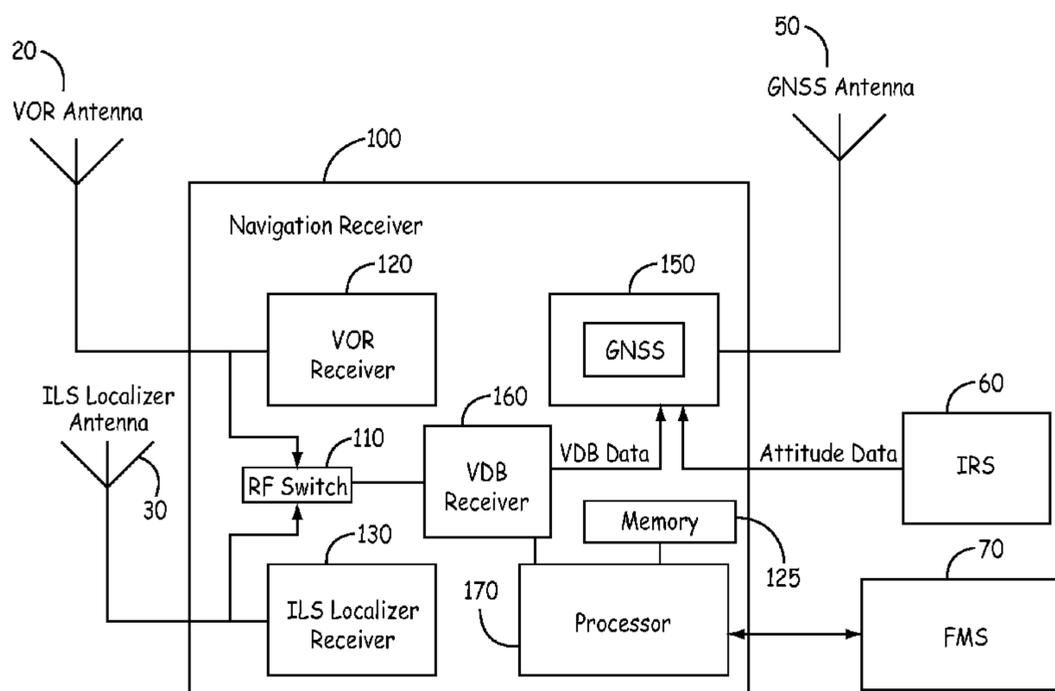 20
VOR Antenna
50
GNSS Antenna
100
Navigation Receiver
120
VOR
Receiver
150
GNSS
ILS Localizer
Antenna
30
110
RF Switch
160
VDB
Receiver
VDB Data
Attitude Data
60
IRS
Memory
125
130
ILS Localizer
Receiver
170
Processor
70
FMS